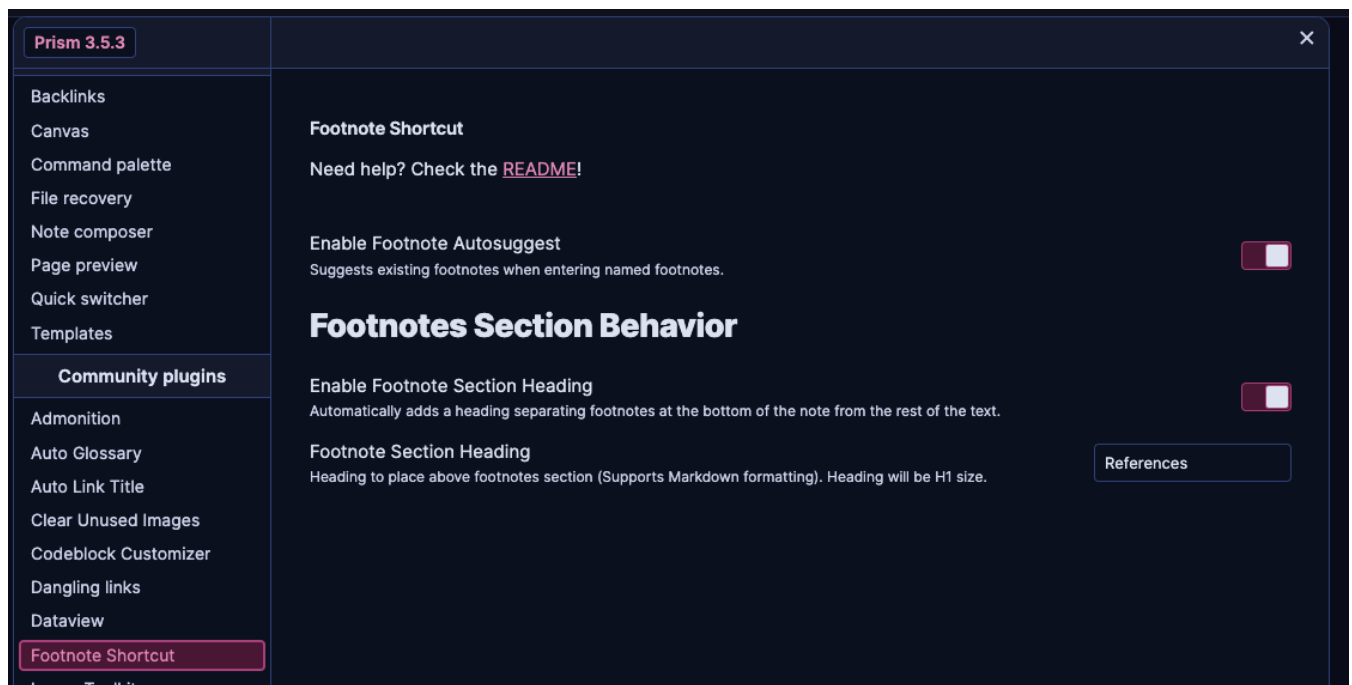 Prism 3.5.3
Backlinks
Canvas
Command palette
File recovery
Note composer
Page preview
Quick switcher
Templates
Community plugins
Admonition
Auto Glossary
Auto Link Title
Clear Unused Images
Codeblock Customizer
Dangling links
Dataview
Footnote Shortcut
Footnote Shortcut
Need help? Check the README!
Enable Footnote Autosuggest
Suggests existing footnotes when entering named footnotes.
Footnotes Section Behavior
Enable Footnote Section Heading
Automatically adds a heading separating footnotes at the bottom of the note from the rest of the text.
Footnote Section Heading
Heading to place above footnotes section (Supports Markdown formatting). Heading will be H1 size.
References